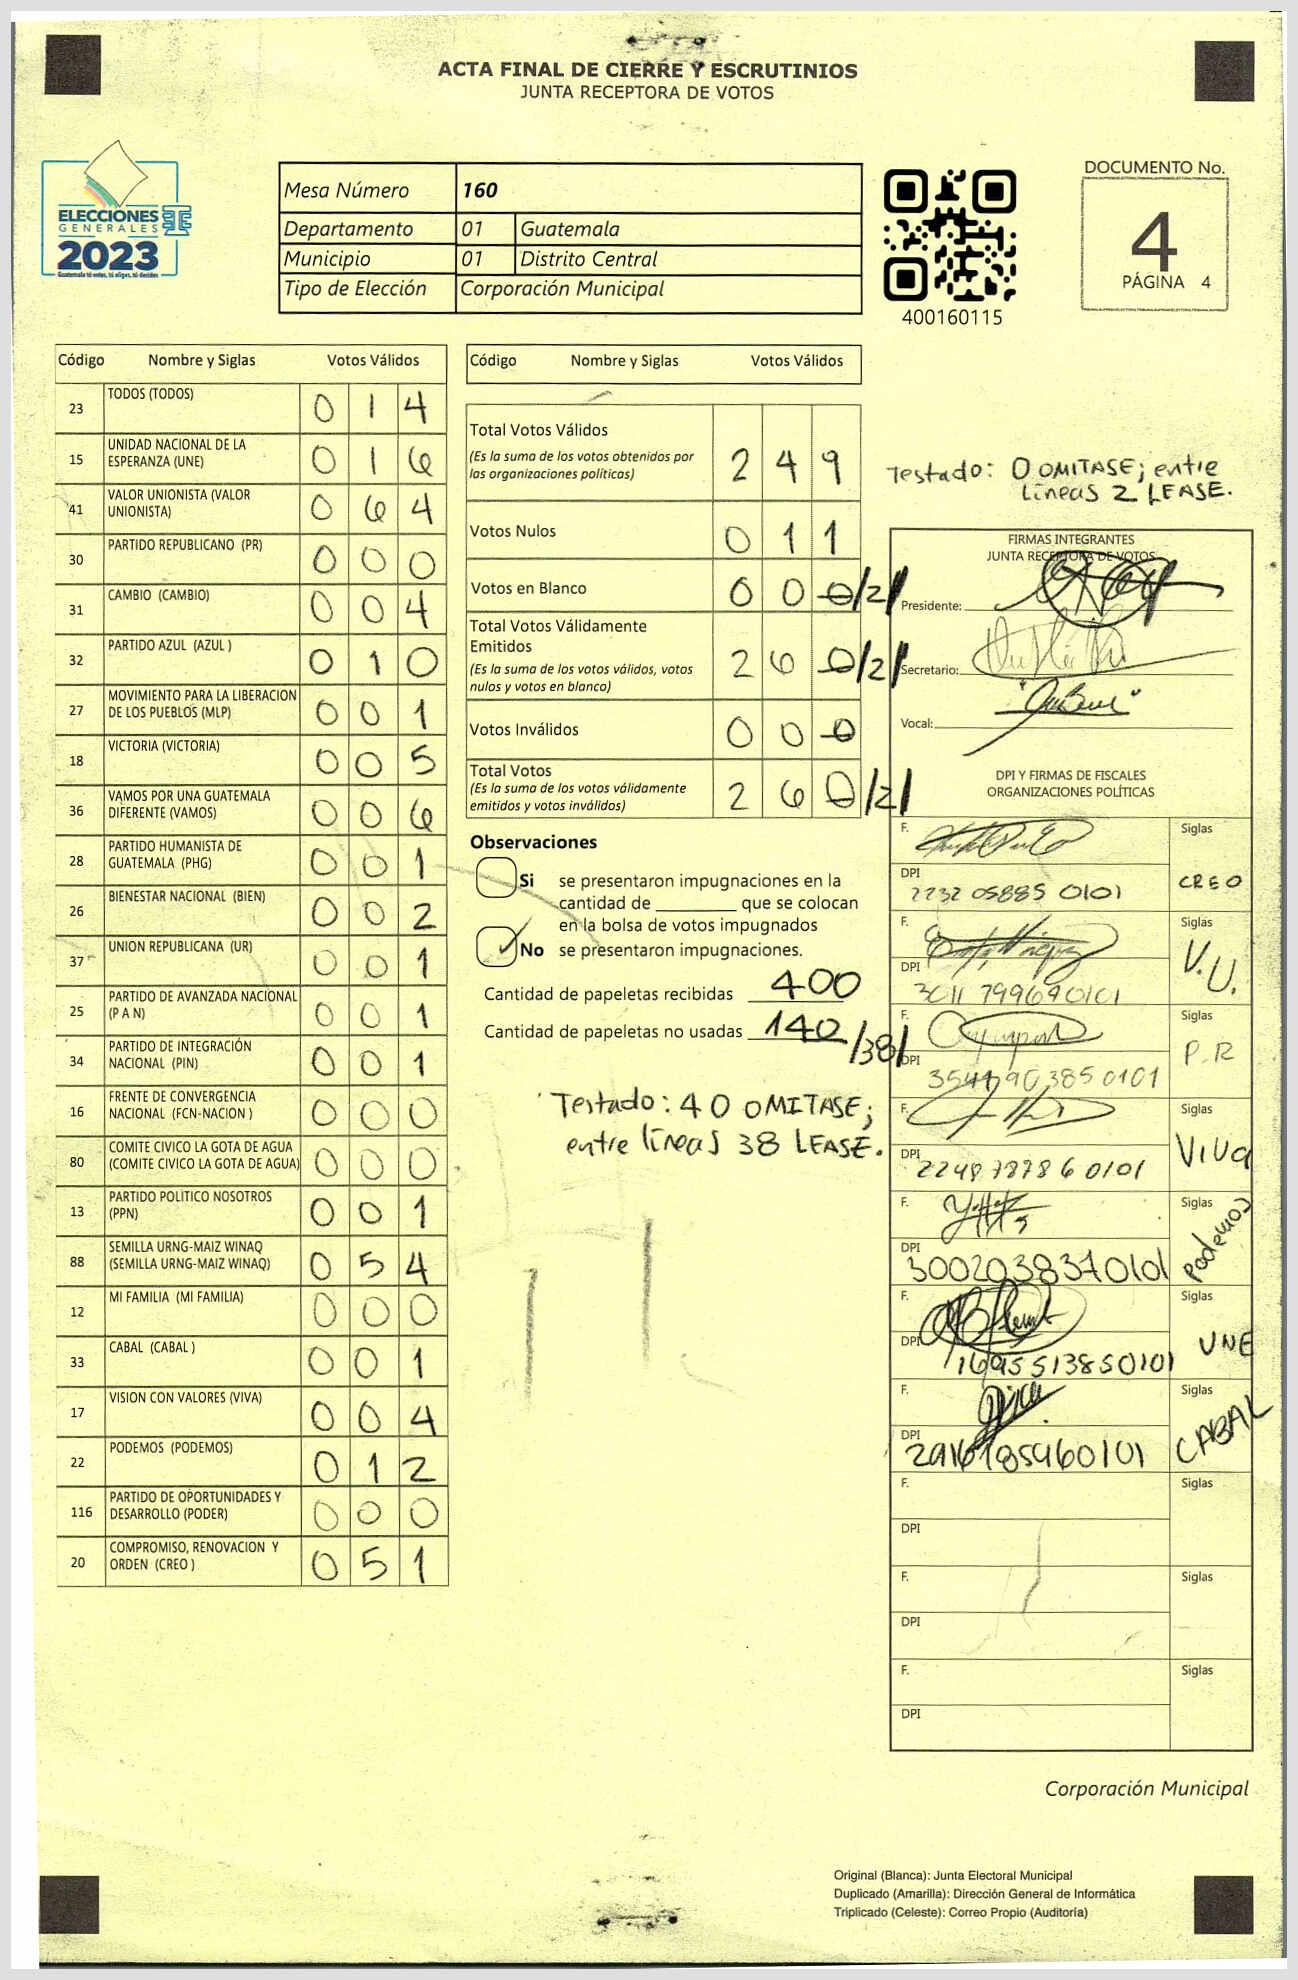 ACTA FINAL DE CIERRE Y ESCRUTINIOS
JUNTA RECEPTORA DE VOTOS
ELECCIONES
GENERALES
2023
Guatemala tú votas, tú eliges, tú decides
Mesa Número 160
Departamento 01 Guatemala
Municipio 01 Distrito Central
Tipo de Elección Corporación Municipal
400160115
DOCUMENTO No.
4
PÁGINA 4
Código Nombre y Siglas Votos Válidos
23 TODOS (TODOS) 0 1 4
15 UNIDAD NACIONAL DE LA
ESPERANZA (UNE) 0 1 6
41 VALOR UNIONISTA (VALOR
UNIONISTA) 0 6 4
30 PARTIDO REPUBLICANO (PR) 0 0 0
31 CAMBIO (CAMBIO) 0 0 4
32 PARTIDO AZUL (AZUL ) 0 1 0
27 MOVIMIENTO PARA LA LIBERACION
DE LOS PUEBLOS (MLP) 0 0 1
18 VICTORIA (VICTORIA) 0 0 5
36 VAMOS POR UNA GUATEMALA
DIFERENTE (VAMOS) 0 0 6
28 PARTIDO HUMANISTA DE
GUATEMALA (PHG) 0 0 1
26 BIENESTAR NACIONAL (BIEN) 0 0 2
37 UNION REPUBLICANA (UR) 0 0 1
25 PARTIDO DE AVANZADA NACIONAL
(P A N) 0 0 1
34 PARTIDO DE INTEGRACIÓN
NACIONAL (PIN) 0 0 1
16 FRENTE DE CONVERGENCIA
NACIONAL (FCN-NACION ) 0 0 0
80 COMITE CIVICO LA GOTA DE AGUA
(COMITE CIVICO LA GOTA DE AGUA) 0 0 0
13 PARTIDO POLÍTICO NOSOTROS
(PPN) 0 0 1
88 SEMILLA URNG-MAIZ WINAQ
(SEMILLA URNG-MAIZ WINAQ) 0 5 4
12 MI FAMILIA (MI FAMILIA) 0 0 0
33 CABAL (CABAL ) 0 0 1
17 VISION CON VALORES (VIVA) 0 0 4
22 PODEMOS (PODEMOS) 0 1 2
116 PARTIDO DE OPORTUNIDADES Y
DESARROLLO (PODER) 0 0 0
20 COMPROMISO, RENOVACION Y
ORDEN (CREO ) 0 5 1
Código Nombre y Siglas Votos Válidos
Total Votos Válidos
(Es la suma de los votos obtenidos por
las organizaciones políticas) 2 4 9
Votos Nulos 0 1 1
Votos en Blanco 0 0 0 /2/
Total Votos Válidamente
Emitidos
(Es la suma de los votos válidos, votos
nulos y votos en blanco) 2 6 0 /2/
Votos Inválidos 0 0 0
Total Votos
(Es la suma de los votos válidamente
emitidos y votos inválidos) 2 6 0 /2/
Observaciones
Si se presentaron impugnaciones en la
cantidad de ________ que se colocan
en la bolsa de votos impugnados
No se presentaron impugnaciones.
Cantidad de papeletas recibidas 400
Cantidad de papeletas no usadas 140 /38/
Testado: 40 OMITASE;
entre líneas 38 LEASE.
Testado: 0 OMITASE; entre
líneas 2 LEASE.
FIRMAS INTEGRANTES
JUNTA RECEPTORA DE VOTOS
Presidente:
Secretario:
Vocal:
DPI Y FIRMAS DE FISCALES
ORGANIZACIONES POLÍTICAS
F. Siglas
DPI 2232 05885 0101 CREO
F. Siglas
DPI 3011 799690101 V.U.
F. Siglas
DPI P.R
F. Siglas
DPI 2248 78786 0101 VIVA
F. Siglas
DPI 3002038370101 Podemos
F. Siglas
DPI 1695513850101 UNE
F. Siglas
DPI CABAL
F. Siglas
DPI
F. Siglas
DPI
F. Siglas
DPI
Corporación Municipal
Original (Blanca): Junta Electoral Municipal
Duplicado (Amarilla): Dirección General de Informática
Triplicado (Celeste): Correo Propio (Auditoría)